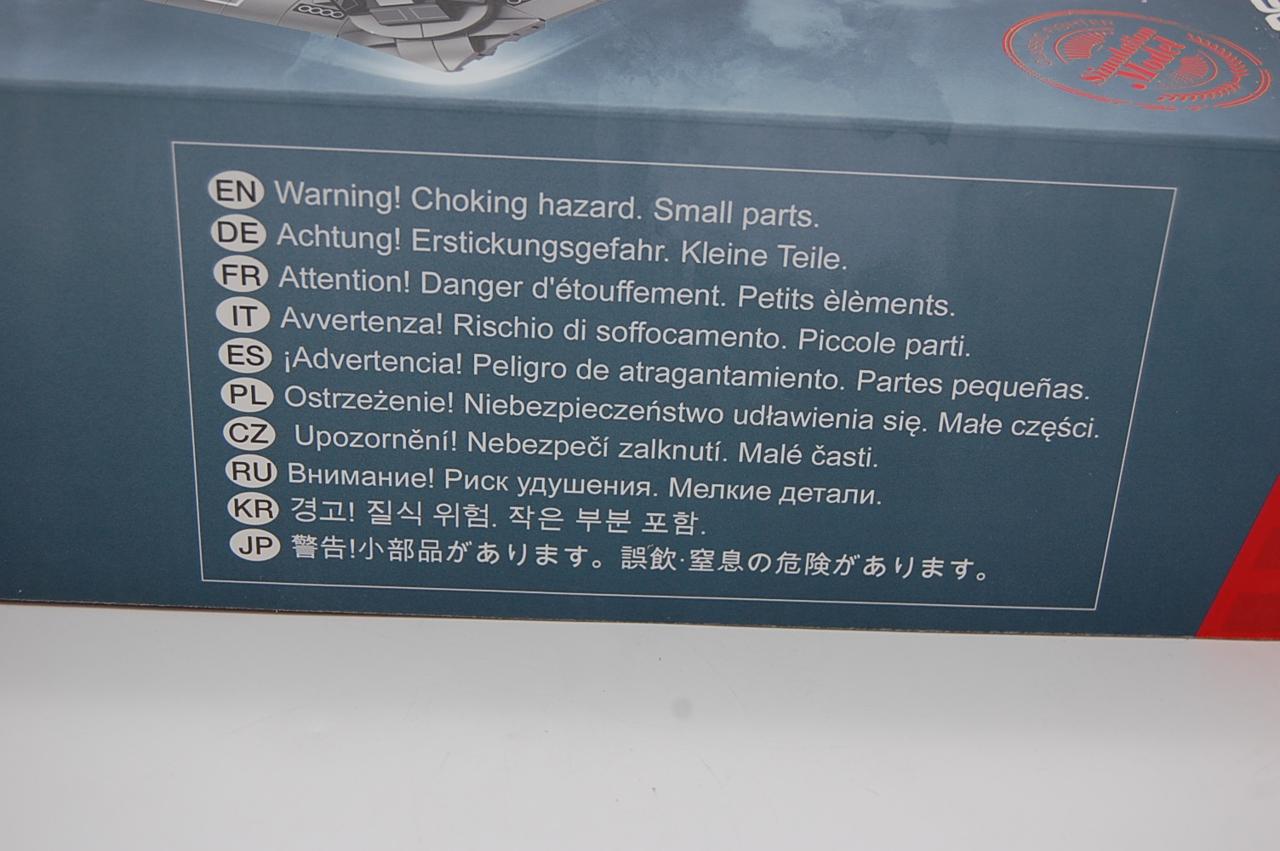 Simulation
Model
EN Warning! Choking hazard. Small parts.
DE Achtung! Erstickungsgefahr. Kleine Teile.
FR Attention! Danger d'étouffement. Petits èlèments.
IT Avvertenza! Rischio di soffocamento. Piccole parti.
ES ¡Advertencia! Peligro de atragantamiento. Partes pequeñas.
PL Ostrzeżenie! Niebezpieczeństwo udławienia się. Małe części.
CZ Upozornění! Nebezpečí zalknutí. Malé časti.
RU Внимание! Риск удушения. Мелкие детали.
KR 경고! 질식 위험. 작은 부분 포함.
JP 警告!小部品があります。誤飲·窒息の危険があります。